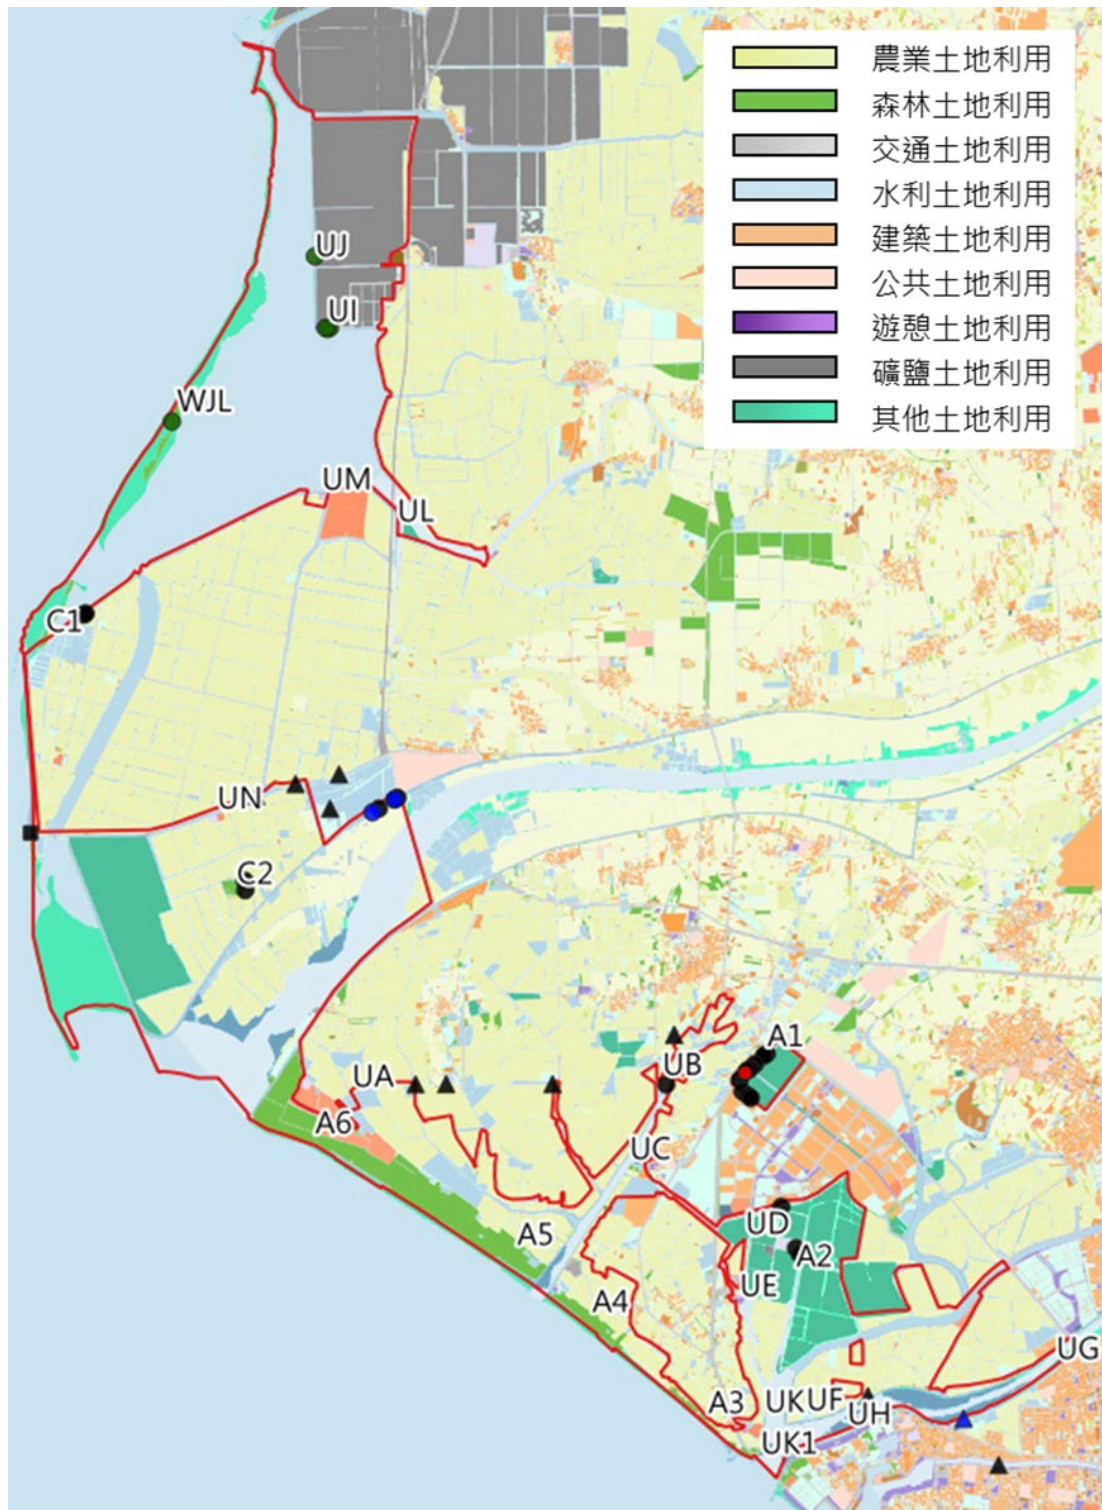 農業土地利用
森林土地利用
交通土地利用
水利土地利用
建築土地利用
公共土地利用
遊憩土地利用
礦鹽土地利用
其他土地利用
UJ
UI
WJL
UM
UL
C1
UN
C2
A1
UB
UA
A6
UC
UD
A5
A2
UE
A4
UG
A3
UK
UF
UH
UK1